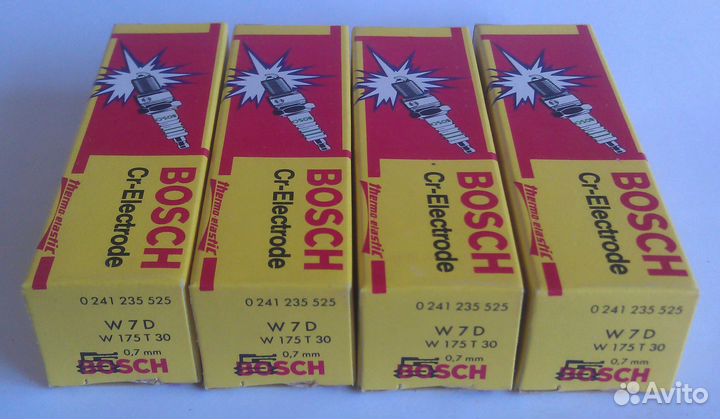 BOSCH
Cr-Electrode
thermo elastic
0 241 235 525
W 7 D
W 175 T 30
0,7 mm
BOSCH
BOSCH
Cr-Electrode
thermo elastic
0 241 235 525
W 7 D
W 175 T 30
0,7 mm
BOSCH
BOSCH
Cr-Electrode
thermo elastic
0 241 235 525
W 7 D
W 175 T 30
0,7 mm
BOSCH
BOSCH
Cr-Electrode
thermo elastic
0 241 235 525
W 7 D
W 175 T 30
0,7 mm
BOSCH
Avito